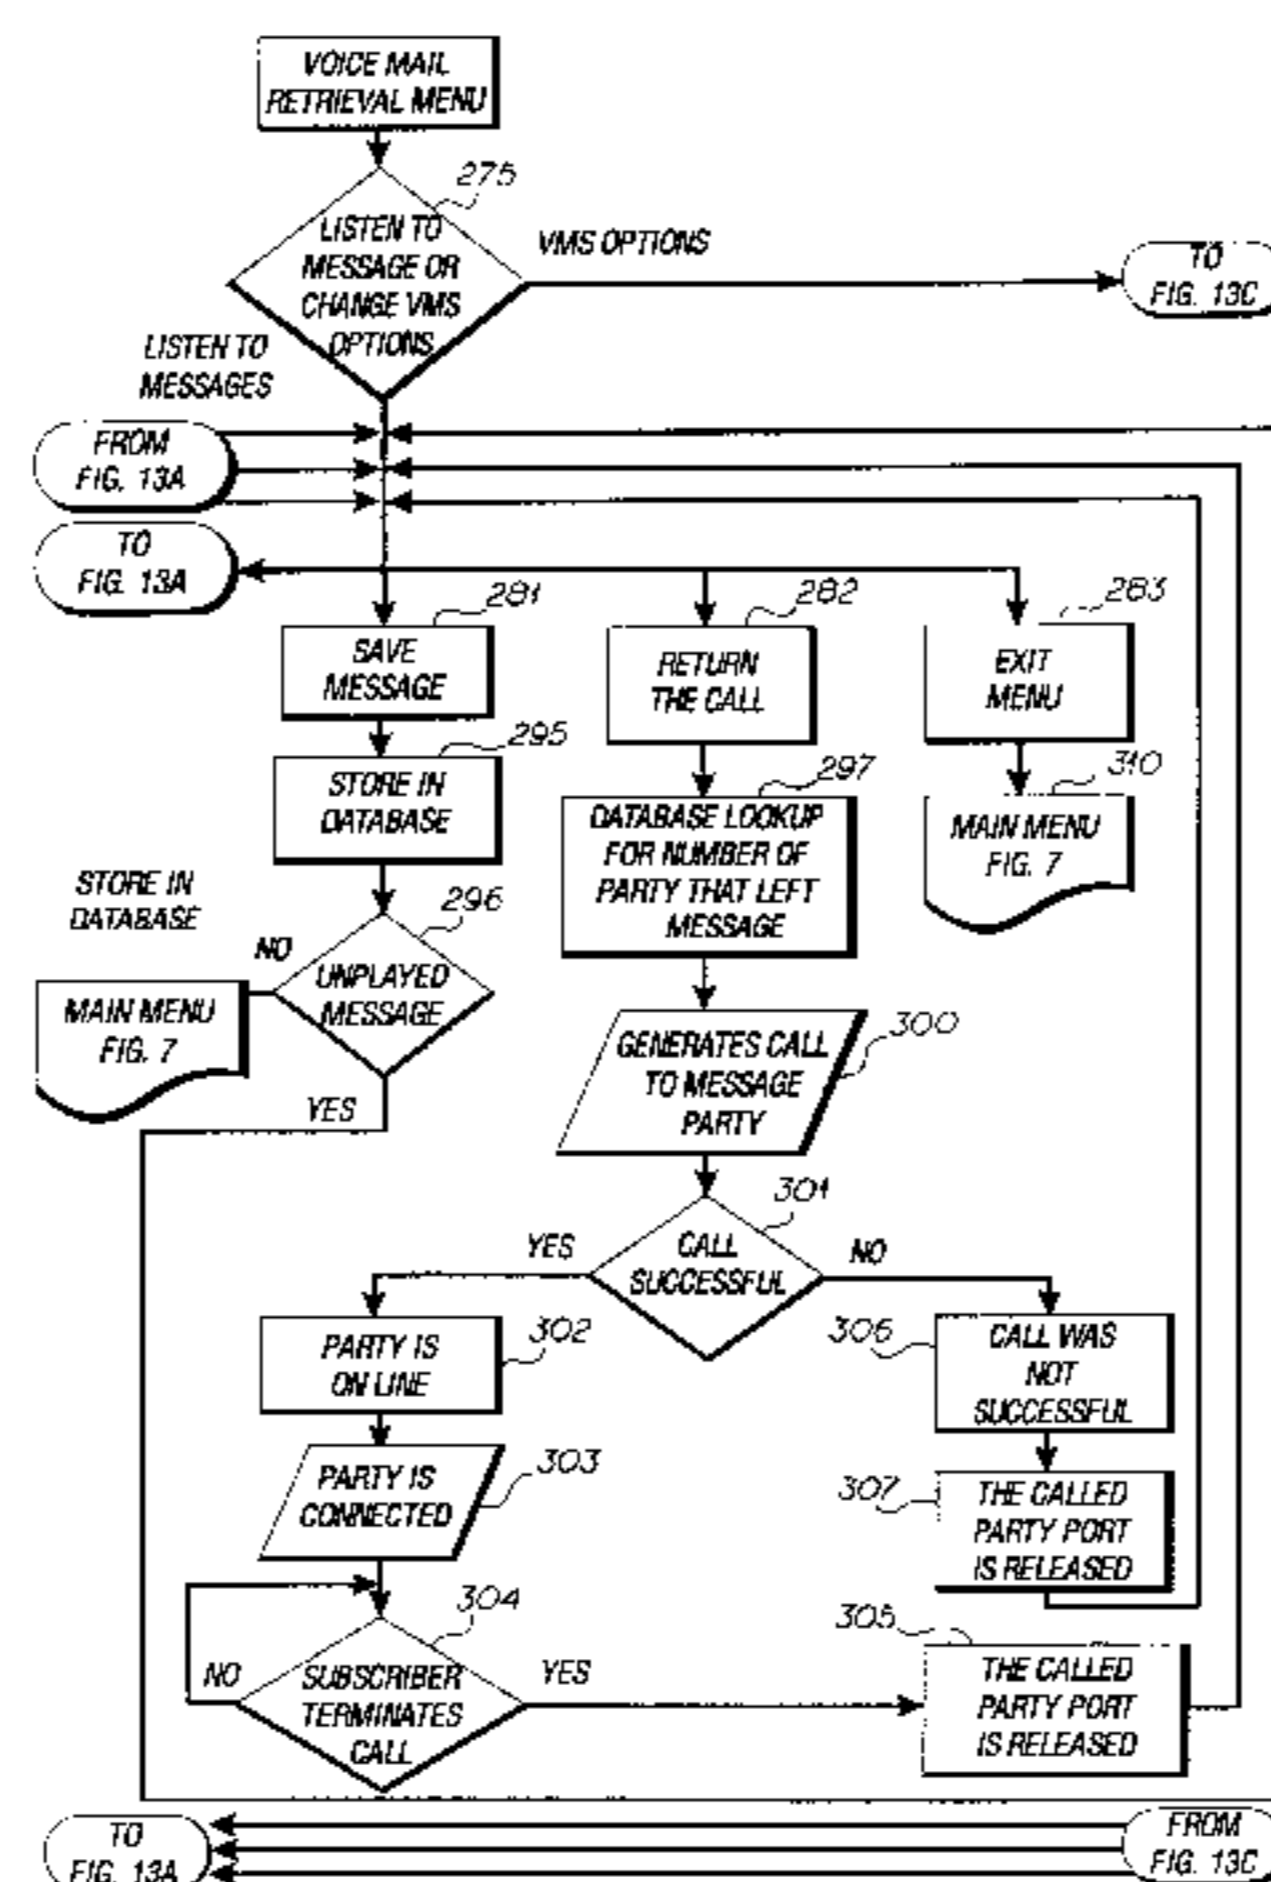 VOICE MAIL
RETRIEVAL MENU
275
LISTEN TO
MESSAGE OR
CHANGE VMS
OPTIONS
VMS OPTIONS
TO
FIG. 13C
LISTEN TO
MESSAGES
FROM
FIG. 13A
TO
FIG. 13A
281
SAVE
MESSAGE
282
RETURN
THE CALL
283
EXIT
MENU
295
STORE IN
DATABASE
297
DATABASE LOOKUP
FOR NUMBER OF
PARTY THAT LEFT
MESSAGE
310
MAIN MENU
FIG. 7
STORE IN
DATABASE
296
NO
UNPLAYED
MESSAGE
MAIN MENU
FIG. 7
YES
300
GENERATES CALL
TO MESSAGE
PARTY
301
YES
CALL
SUCCESSFUL
NO
302
PARTY IS
ON LINE
306
CALL WAS
NOT
SUCCESSFUL
303
PARTY IS
CONNECTED
307
THE CALLED
PARTY PORT
IS RELEASED
304
NO
SUBSCRIBER
TERMINATES
CALL
YES
305
THE CALLED
PARTY PORT
IS RELEASED
TO
FIG. 13A
FROM
FIG. 13C